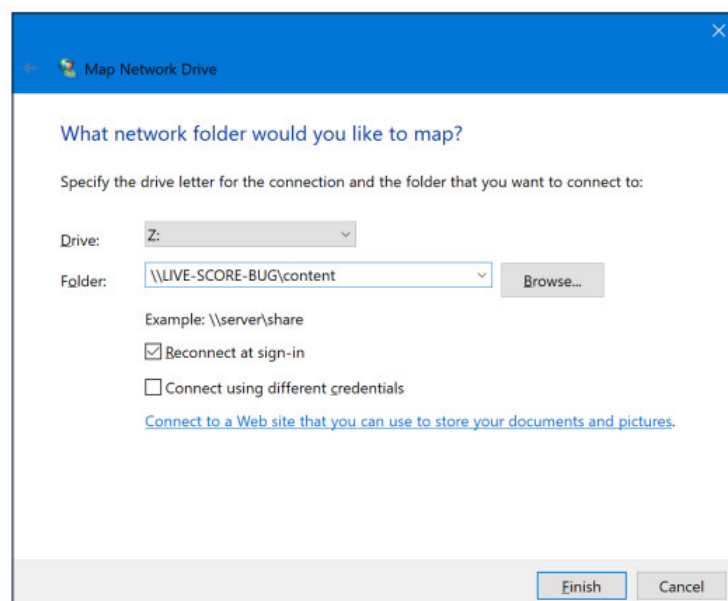 Map Network Drive
What network folder would you like to map?
Specify the drive letter for the connection and the folder that you want to connect to:
Drive: Z:
Folder: \\LIVE-SCORE-BUG\content Browse...
Example: \\server\share
Reconnect at sign-in
Connect using different credentials
Connect to a Web site that you can use to store your documents and pictures.
Finish Cancel